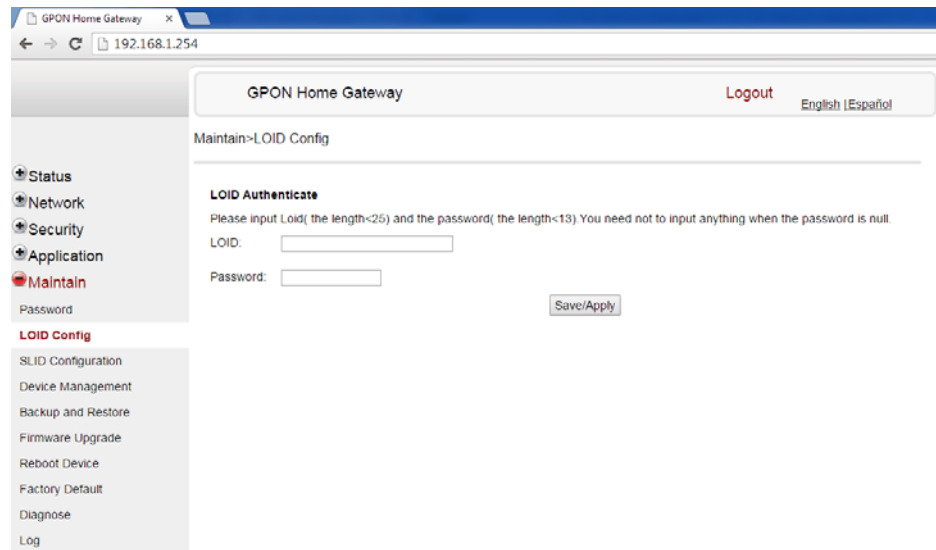 GPON Home Gateway
192.168.1.254
GPON Home Gateway
Logout
English | Español
Maintain>LOID Config
Status
Network
Security
Application
Maintain
Password
LOID Config
SLID Configuration
Device Management
Backup and Restore
Firmware Upgrade
Reboot Device
Factory Default
Diagnose
Log
LOID Authenticate
Please input Loid( the length<25) and the password( the length<13).You need not to input anything when the password is null.
LOID:
Password:
Save/Apply